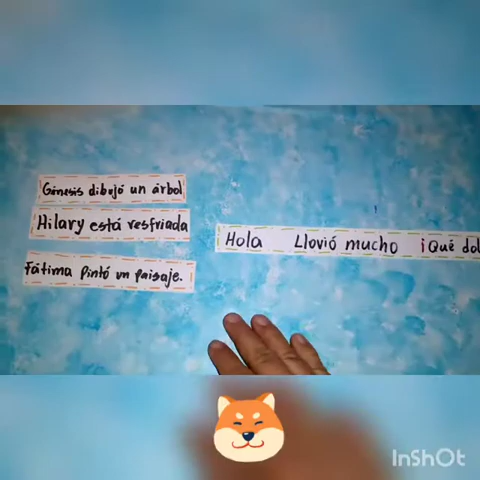 Génesis dibujó un árbol
Hilary está resfriada
Fátima Pintó un paisaje.
Hola Llovió mucho ¡Qué
InShOt